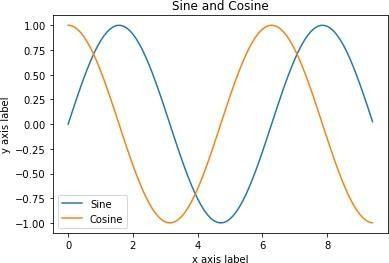 Sine and Cosine
1.00
0.75
0.50
0.25
0.00
−0.25
−0.50
−0.75
−1.00
y axis label
Sine
Cosine
0 2 4 6 8
x axis label